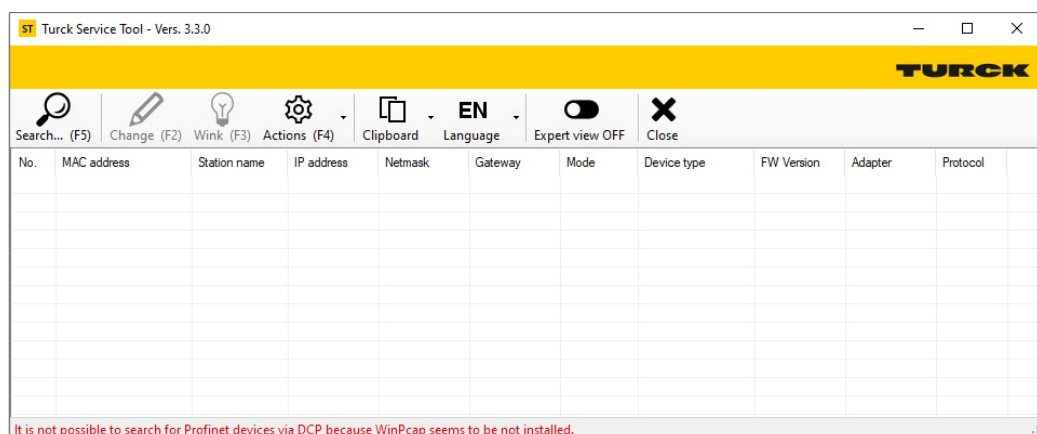 ST Turck Service Tool - Vers. 3.3.0
TURCK
Search... (F5) Change (F2) Wink (F3) Actions (F4) Clipboard EN Language Expert view OFF Close
No. MAC address Station name IP address Netmask Gateway Mode Device type FW Version Adapter Protocol
It is not possible to search for Profinet devices via DCP because WinPcap seems to be not installed.